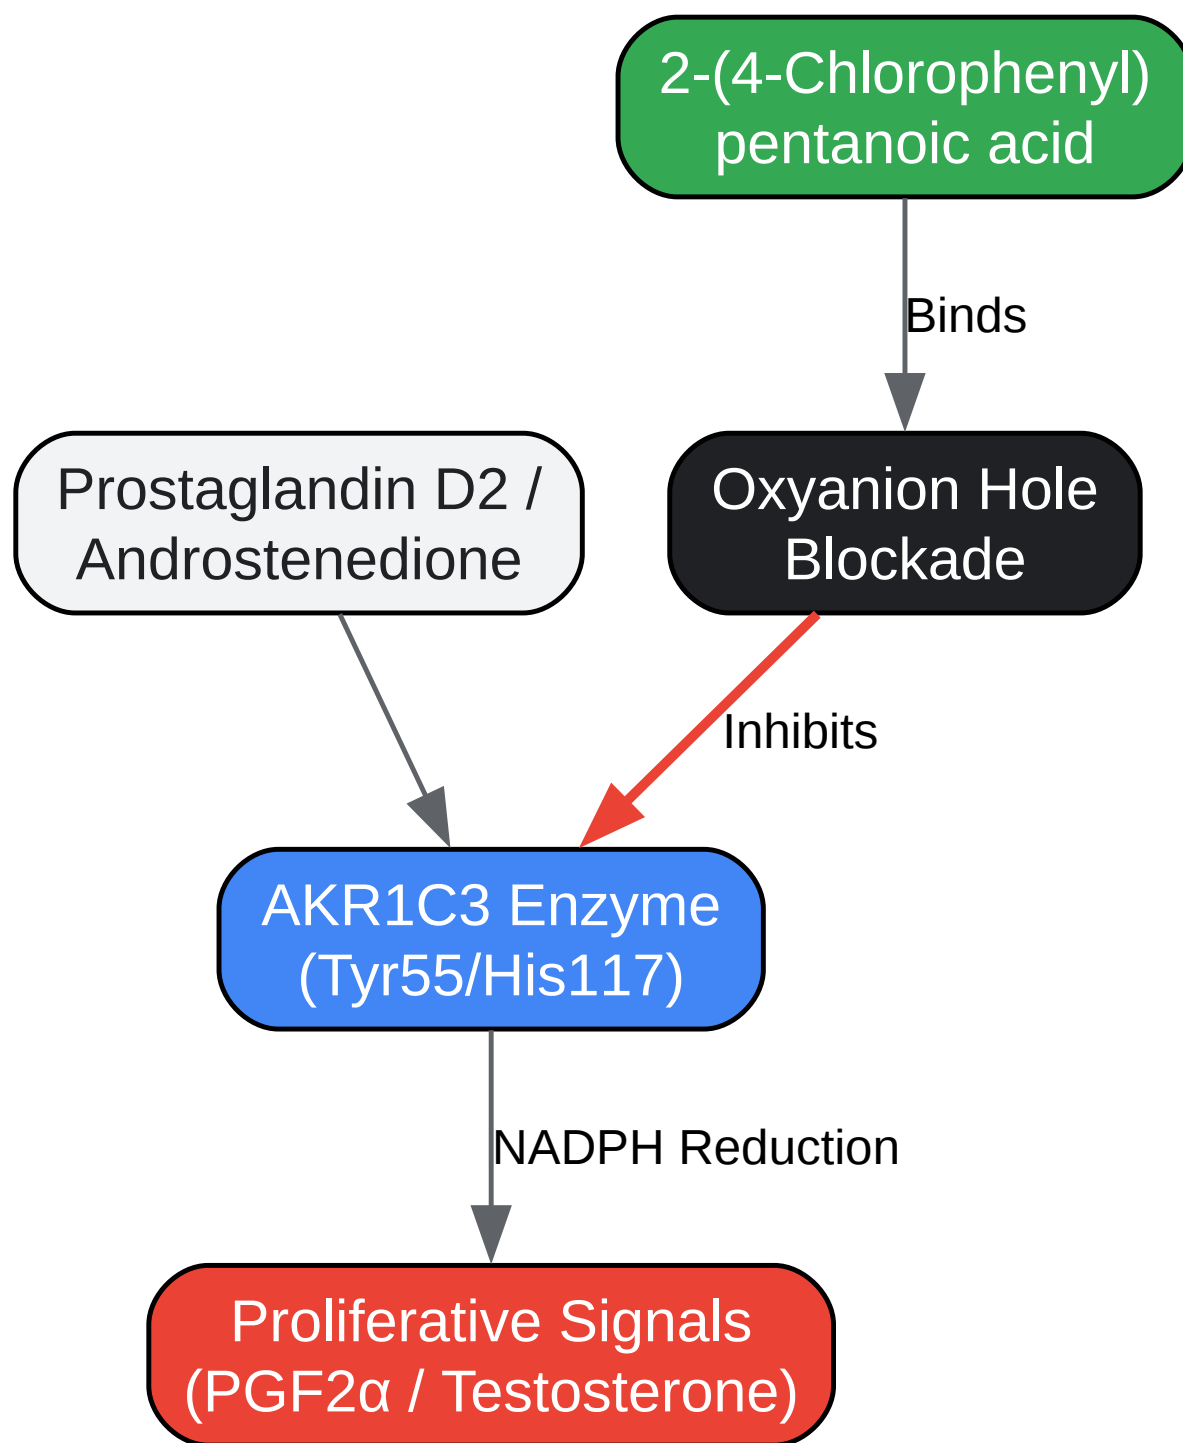 2-(4-Chlorophenyl)
pentanoic acid
Binds
Prostaglandin D2 /
Androstenedione
Oxyanion Hole
Blockade
Inhibits
AKR1C3 Enzyme
(Tyr55/His117)
NADPH Reduction
Proliferative Signals
(PGF2α / Testosterone)